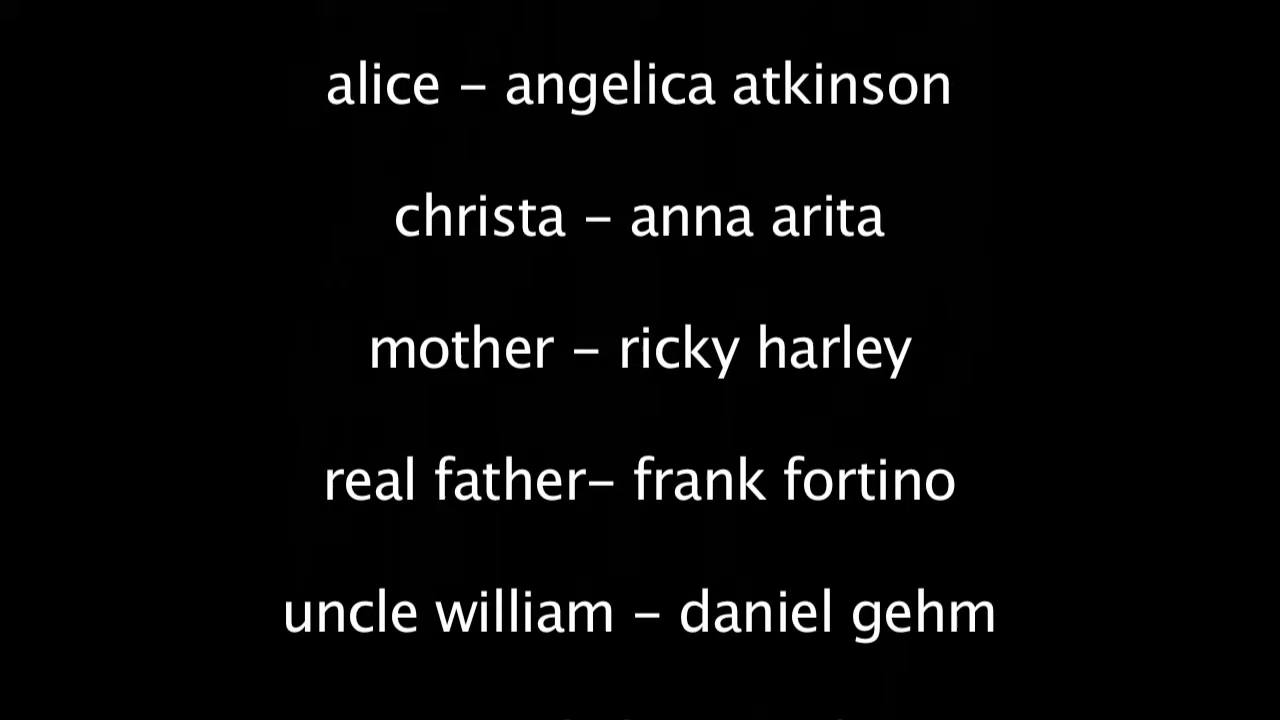 alice – angelica atkinson
christa – anna arita
mother – ricky harley
real father– frank fortino
uncle william – daniel gehm